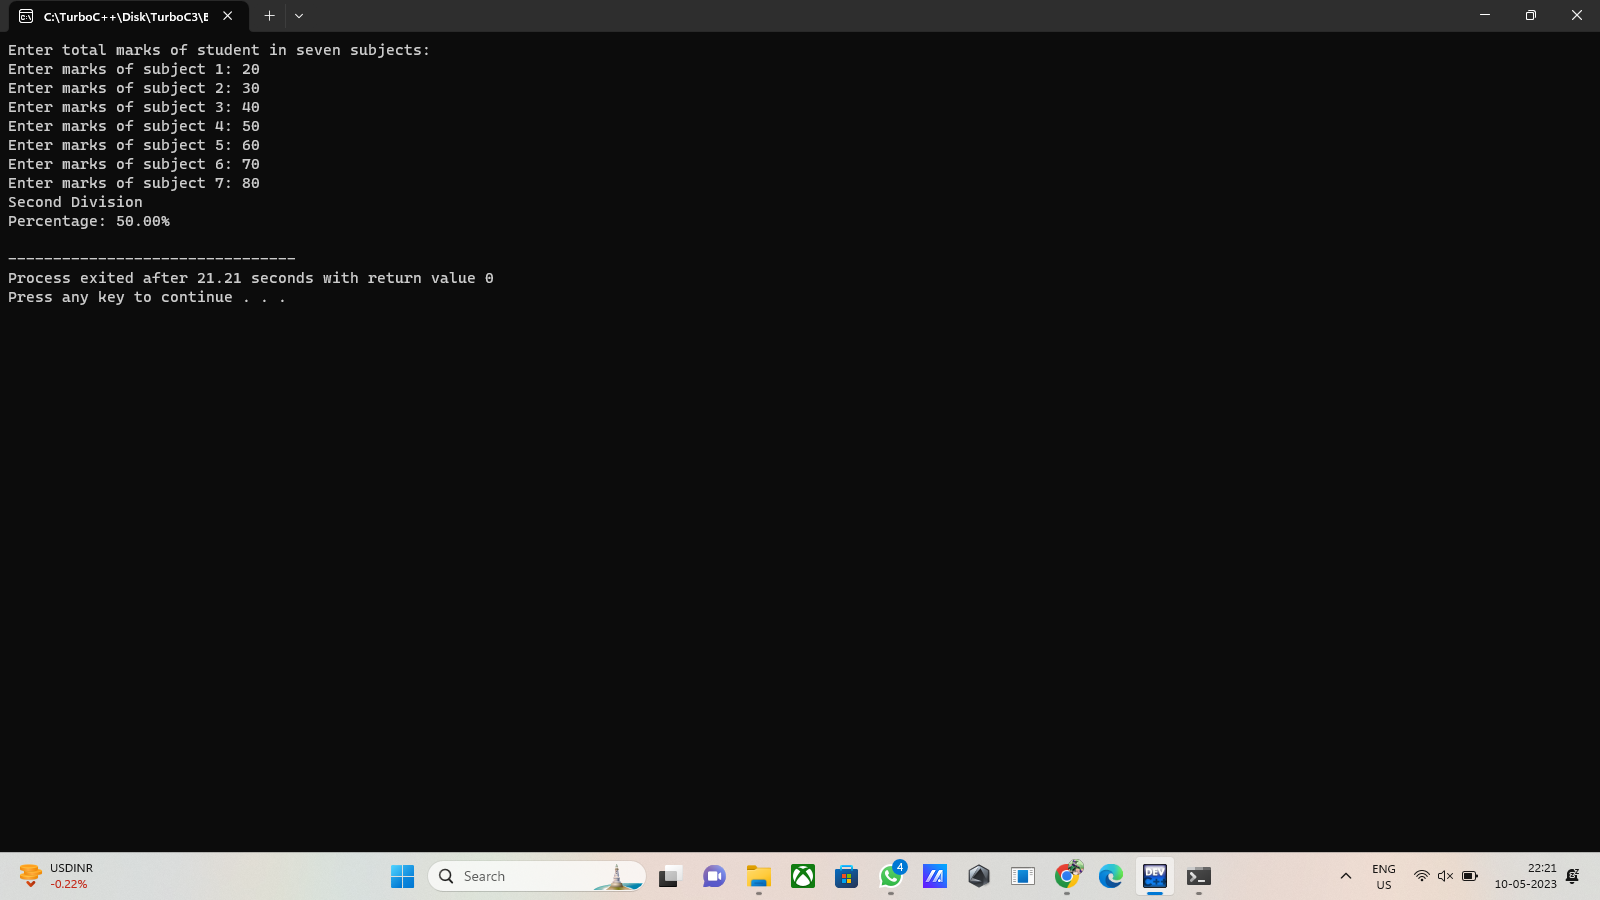 C:\TurboC++\Disk\TurboC3\E
Enter total marks of student in seven subjects:
Enter marks of subject 1: 20
Enter marks of subject 2: 30
Enter marks of subject 3: 40
Enter marks of subject 4: 50
Enter marks of subject 5: 60
Enter marks of subject 6: 70
Enter marks of subject 7: 80
Second Division
Percentage: 50.00%
--------------------------------
Process exited after 21.21 seconds with return value 0
Press any key to continue . . .
USDINR
-0.22%
Search
4
DEV
ENG
US
22:21
10-05-2023